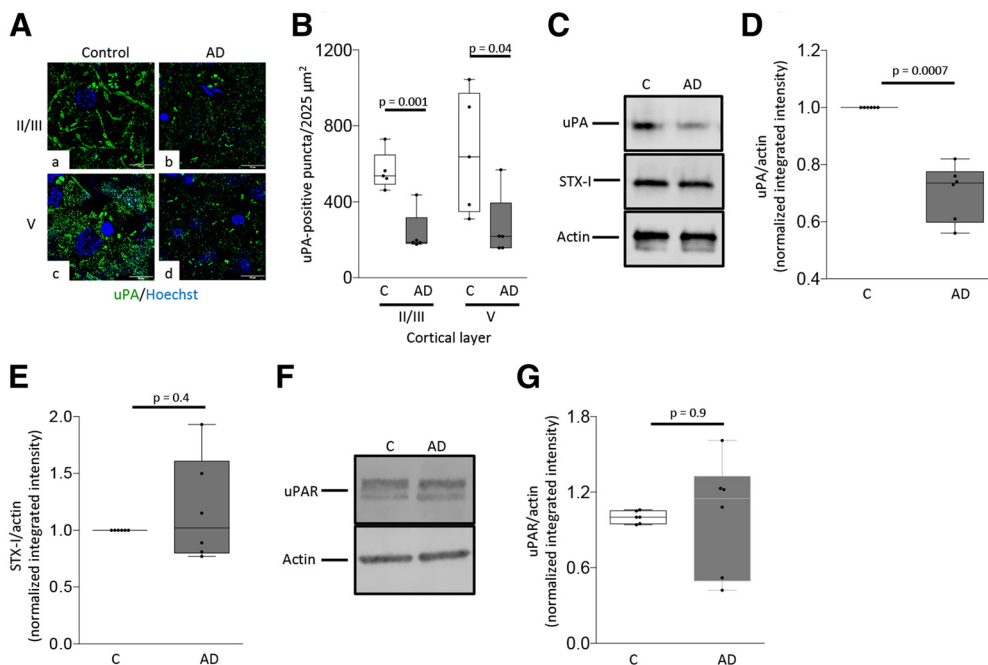 A
Control AD
II/III
a b
V
c d
uPA/Hoechst
B
uPA-positive puncta/2025 µm²
1200
800
400
0
p = 0.001
p = 0.04
C AD C AD
II/III V
Cortical layer
C
C AD
uPA
STX-I
Actin
D
uPA/actin
(normalized integrated intensity)
p = 0.0007
1.0
0.8
0.6
0.4
C AD
E
STX-I/actin
(normalized integrated intensity)
p = 0.4
2.0
1.5
1.0
0.5
0.0
C AD
F
C AD
uPAR
Actin
G
uPAR/actin
(normalized integrated intensity)
p = 0.9
1.8
1.2
0.6
0.0
C AD